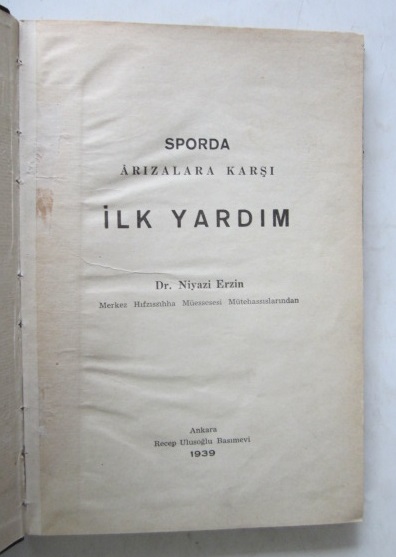 SPORDA
ÂRIZALARA KARŞI
İLK YARDIM
Dr. Niyazi Erzin
Merkez Hıfzıssıhha Müessesesi Mütehassıslarından
Ankara
Recep Ulusoğlu Basımevi
1939